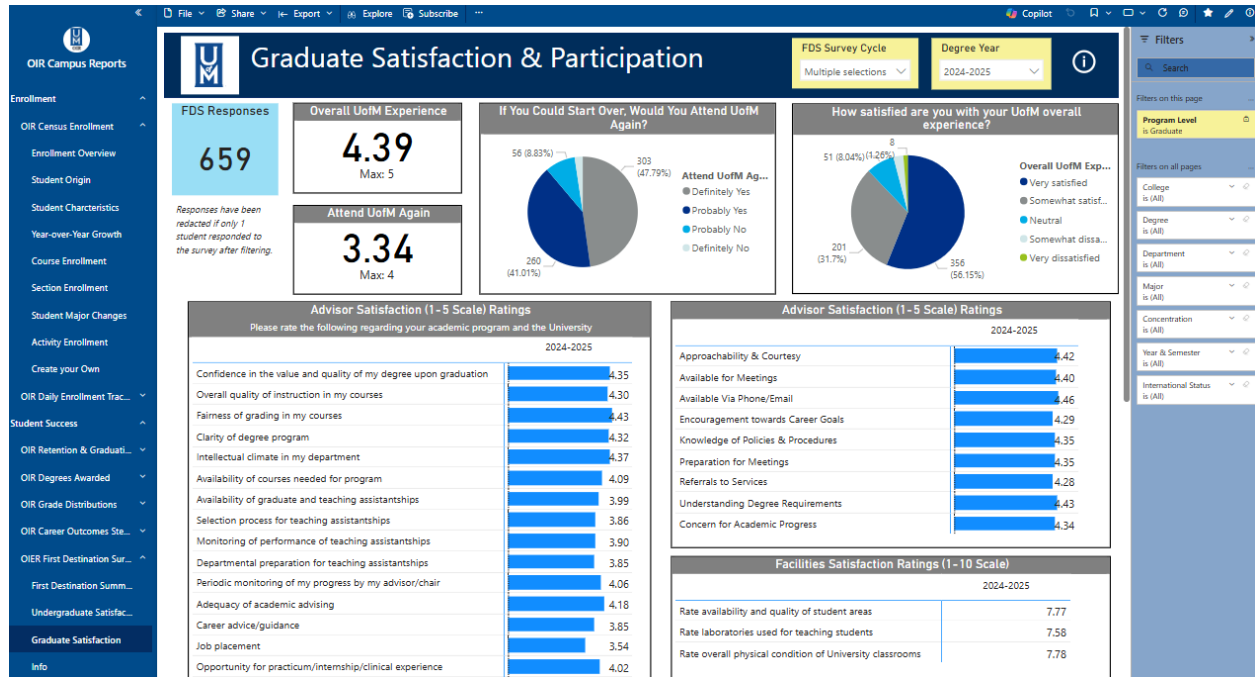 File
Share
Export
Explore
Subscribe
Copilot
OIR Campus Reports
Enrollment
OIR Census Enrollment
Enrollment Overview
Student Origin
Student Charcteristics
Year-over-Year Growth
Course Enrollment
Section Enrollment
Student Major Changes
Activity Enrollment
Create your Own
OIR Daily Enrollment Trac...
Student Success
OIR Retention & Graduati...
OIR Degrees Awarded
OIR Grade Distributions
OIR Career Outcomes Ste...
OIER First Destination Sur...
First Destination Summ...
Undergraduate Satisfac...
Graduate Satisfaction
Info
Graduate Satisfaction & Participation
FDS Survey Cycle
Multiple selections
Degree Year
2024-2025
FDS Responses
659
Responses have been
redacted if only 1
student responded to
the survey after filtering.
Overall UofM Experience
4.39
Max: 5
Attend UofM Again
3.34
Max: 4
If You Could Start Over, Would You Attend UofM
Again?
56 (8.83%)
303
(47.79%)
260
(41.01%)
Attend UofM Ag...
Definitely Yes
Probably Yes
Probably No
Definitely No
How satisfied are you with your UofM overall
experience?
8
(1.26%)
51 (8.04%)
201
(31.7%)
356
(56.15%)
Overall UofM Exp...
Very satisfied
Somewhat satisf...
Neutral
Somewhat dissa...
Very dissatisfied
Advisor Satisfaction (1-5 Scale) Ratings
Please rate the following regarding your academic program and the University
2024-2025
Confidence in the value and quality of my degree upon graduation 4.35
Overall quality of instruction in my courses 4.30
Fairness of grading in my courses 4.43
Clarity of degree program 4.32
Intellectual climate in my department 4.37
Availability of courses needed for program 4.09
Availability of graduate and teaching assistantships 3.99
Selection process for teaching assistantships 3.86
Monitoring of performance of teaching assistantships 3.90
Departmental preparation for teaching assistantships 3.85
Periodic monitoring of my progress by my advisor/chair 4.06
Adequacy of academic advising 4.18
Career advice/guidance 3.85
Job placement 3.54
Opportunity for practicum/internship/clinical experience 4.02
Advisor Satisfaction (1-5 Scale) Ratings
2024-2025
Approachability & Courtesy 4.42
Available for Meetings 4.40
Available Via Phone/Email 4.46
Encouragement towards Career Goals 4.29
Knowledge of Policies & Procedures 4.35
Preparation for Meetings 4.35
Referrals to Services 4.28
Understanding Degree Requirements 4.43
Concern for Academic Progress 4.34
Facilities Satisfaction Ratings (1-10 Scale)
2024-2025
Rate availability and quality of student areas 7.77
Rate laboratories used for teaching students 7.58
Rate overall physical condition of University classrooms 7.78
Filters
Search
Filters on this page
Program Level
is Graduate
Filters on all pages
College
is (All)
Degree
is (All)
Department
is (All)
Major
is (All)
Concentration
is (All)
Year & Semester
is (All)
International Status
is (All)